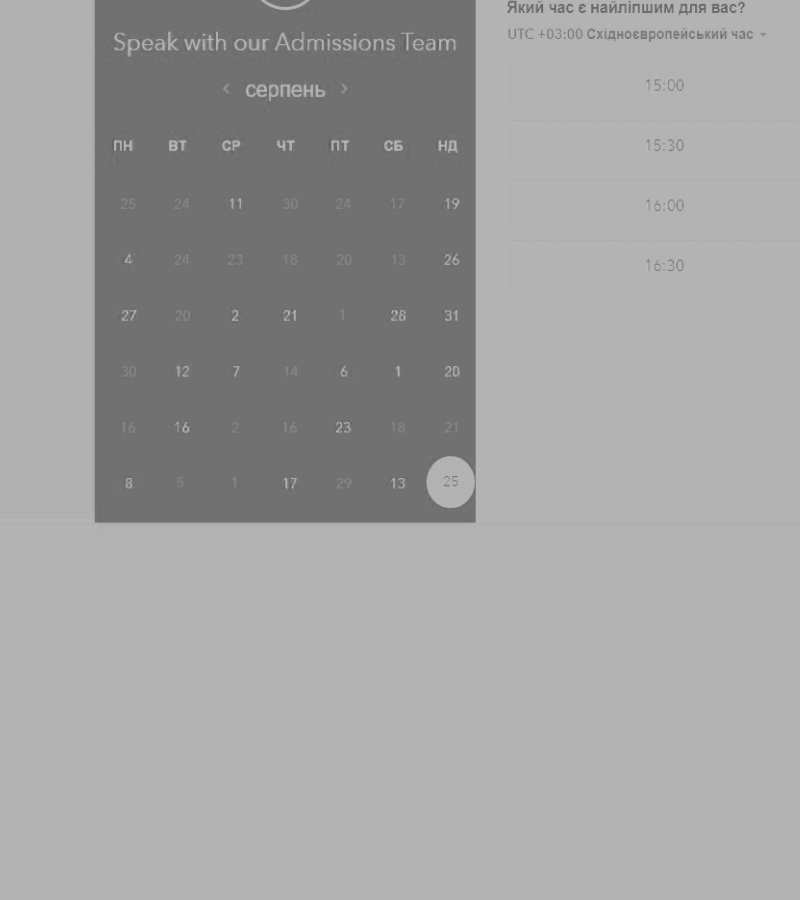 Speak with our Admissions Team
серпень
ПН ВТ СР ЧТ ПТ СБ НД
25 24 11 30 24 17 19
4 24 23 18 20 13 26
27 20 2 21 1 28 31
30 12 7 14 6 1 20
16 16 2 16 23 18 21
8 5 1 17 29 13 25
Який час є найліпшим для вас?
UTC +03:00 Східноєвропейський час
15:00
15:30
16:00
16:30